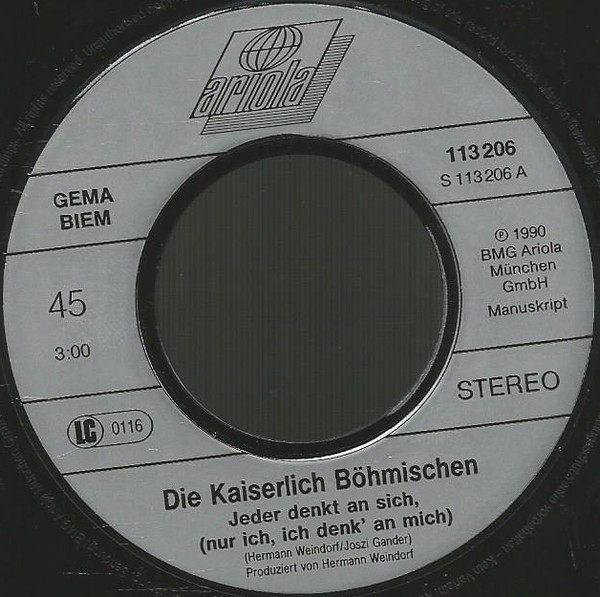 ariola
113 206
S 113 206 A
GEMA
BIEM
℗ 1990
BMG Ariola
München
GmbH
Manuskript
45
3:00
STEREO
LC 0116
Die Kaiserlich Böhmischen
Jeder denkt an sich,
(nur ich, ich denk' an mich)
(Hermann Weindorf/Joszi Gander)
Produziert von Hermann Weindorf